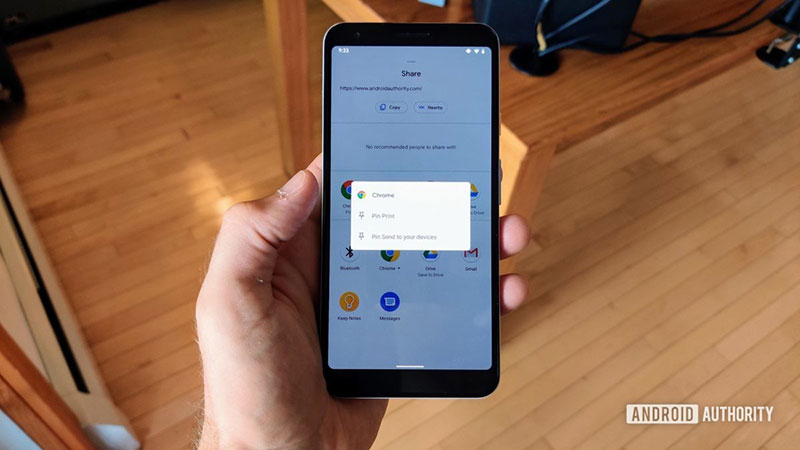 9:33
Share
https://www.androidauthority.com/
Copy
Nearby
No recommended people to share with
Chrome
Pin Print
Pin Send to your devices
Bluetooth
Chrome
Drive
Save to Drive
Gmail
Keep Notes
Messages
ANDROID AUTHORITY